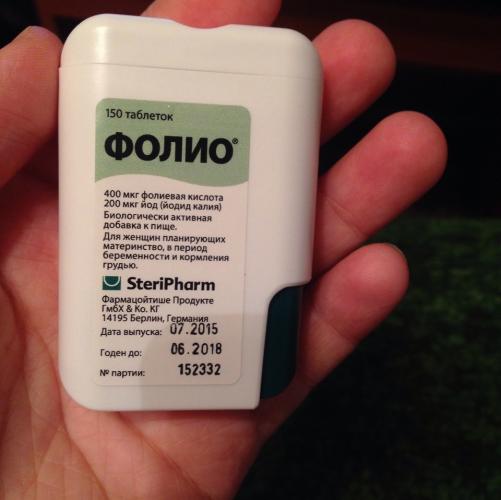 150 таблеток
ФОЛИО®
400 мкг фолиевая кислота
200 мкг йод (йодид калия)
Биологически активная
добавка к пище.
Для женщин планирующих
материнство, в период
беременности и кормления
грудью.
SteriPharm
Фармацойтише Продукте
ГмбХ & Ко. КГ
14195 Берлин, Германия
Дата выпуска: 07.2015
Годен до: 06.2018
№ партии: 152332